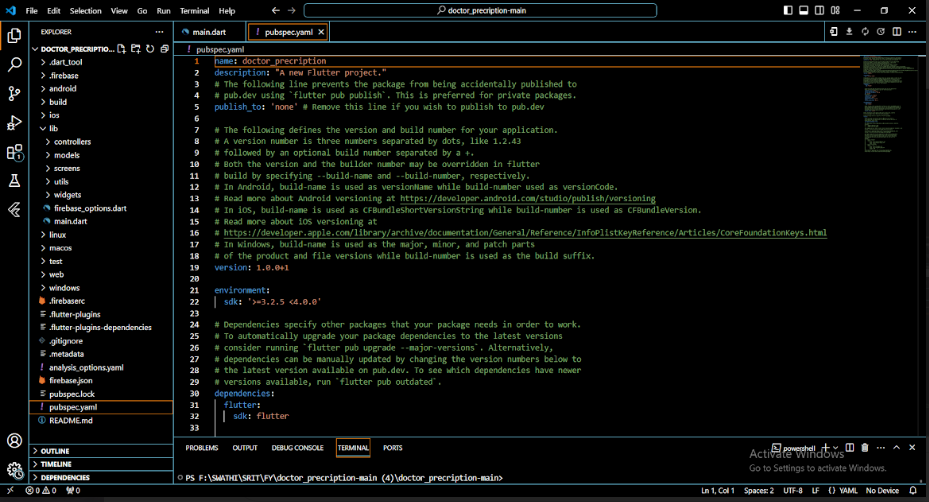 File Edit Selection View Go Run Terminal Help
doctor_precription-main
EXPLORER
DOCTOR_PRECRIPTIO...
.dart_tool
.firebase
android
build
ios
lib
controllers
models
screens
utils
widgets
firebase_options.dart
main.dart
linux
macos
test
web
windows
.firebaserc
.flutter-plugins
.flutter-plugins-dependencies
.gitignore
.metadata
analysis_options.yaml
firebase.json
pubspec.lock
pubspec.yaml
README.md
OUTLINE
TIMELINE
DEPENDENCIES
main.dart
pubspec.yaml
pubspec.yaml
1 name: doctor_precription
2 description: "A new Flutter project."
3 # The following line prevents the package from being accidentally published to
4 # pub.dev using `flutter pub publish`. This is preferred for private packages.
5 publish_to: 'none' # Remove this line if you wish to publish to pub.dev
6
7 # The following defines the version and build number for your application.
8 # A version number is three numbers separated by dots, like 1.2.43
9 # followed by an optional build number separated by a +.
10 # Both the version and the builder number may be overridden in flutter
11 # build by specifying --build-name and --build-number, respectively.
12 # In Android, build-name is used as versionName while build-number used as versionCode.
13 # Read more about Android versioning at https://developer.android.com/studio/publish/versioning
14 # In iOS, build-name is used as CFBundleShortVersionString while build-number is used as CFBundleVersion.
15 # Read more about iOS versioning at
16 # https://developer.apple.com/library/archive/documentation/General/Reference/InfoPlistKeyReference/Articles/CoreFoundationKeys.html
17 # In Windows, build-name is used as the major, minor, and patch parts
18 # of the product and file versions while build-number is used as the build suffix.
19 version: 1.0.0+1
20
21 environment:
22 sdk: '>=3.2.5 <4.0.0'
23
24 # Dependencies specify other packages that your package needs in order to work.
25 # To automatically upgrade your package dependencies to the latest versions
26 # consider running `flutter pub upgrade --major-versions`. Alternatively,
27 # dependencies can be manually updated by changing the version numbers below to
28 # the latest version available on pub.dev. To see which dependencies have newer
29 # versions available, run `flutter pub outdated`.
30 dependencies:
31 flutter:
32 sdk: flutter
33
PROBLEMS OUTPUT DEBUG CONSOLE TERMINAL PORTS
powershell
PS F:\SWATHI\SRIT\FY\doctor_precription-main (4)\doctor_precription-main>
Activate Windows
Go to Settings to activate Windows.
0 0 0 Ln 1, Col 1 Spaces: 2 UTF-8 LF {} YAML No Device